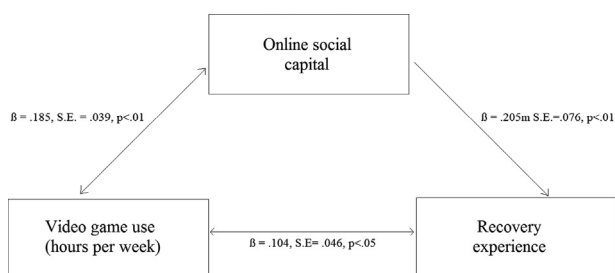 Online social
capital
ß = .185, S.E. = .039, p<.01
ß = .205m S.E.=.076, p<.01
Video game use
(hours per week)
ß = .104, S.E= .046, p<.05
Recovery
experience